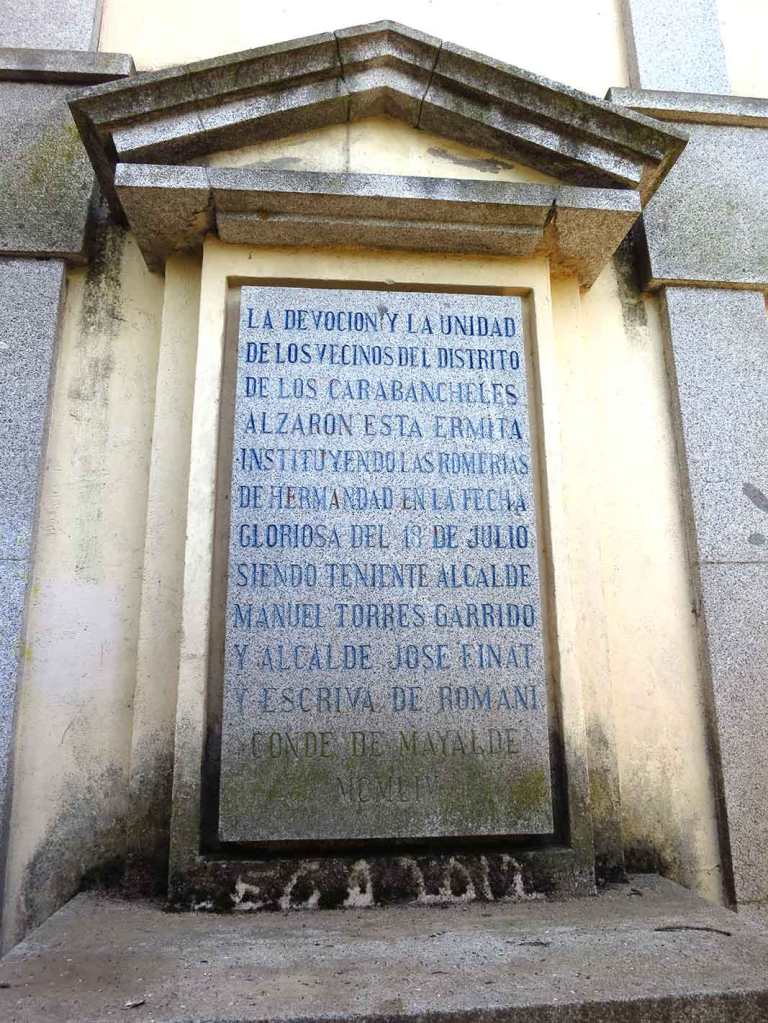 LA DEVOCION Y LA UNIDAD
DE LOS VECINOS DEL DISTRITO
DE LOS CARABANCHELES
ALZARON ESTA ERMITA
INSTITUYENDO LAS ROMERIAS
DE HERMANDAD EN LA FECHA
GLORIOSA DEL 18 DE JULIO
SIENDO TENIENTE ALCALDE
MANUEL TORRES GARRIDO
Y ALCALDE JOSE FINAT
Y ESCRIVA DE ROMANI
CONDE DE MAYALDE
MCMLIV